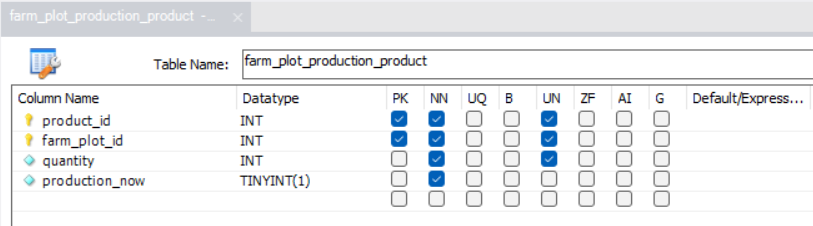 farm_plot_production_product -...
Table Name: farm_plot_production_product
Column Name Datatype PK NN UQ B UN ZF AI G Default/Express...
product_id INT
farm_plot_id INT
quantity INT
production_now TINYINT(1)